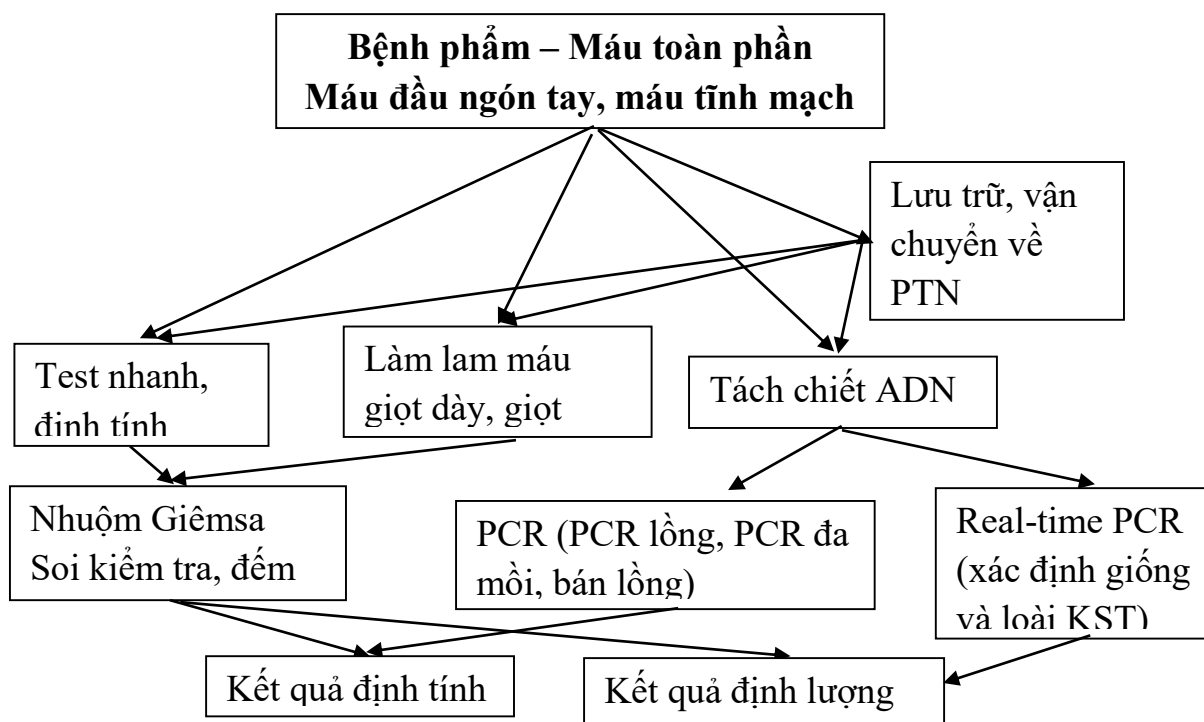 Bệnh phẩm – Máu toàn phần
Máu đầu ngón tay, máu tĩnh mạch
Lưu trữ, vận
chuyển về
PTN
Test nhanh,
định tính
Làm lam máu
giọt dày, giọt
Tách chiết ADN
Nhuộm Giêmsa
Soi kiểm tra, đếm
PCR (PCR lồng, PCR đa
mồi, bán lồng)
Real-time PCR
(xác định giống
và loài KST)
Kết quả định tính
Kết quả định lượng